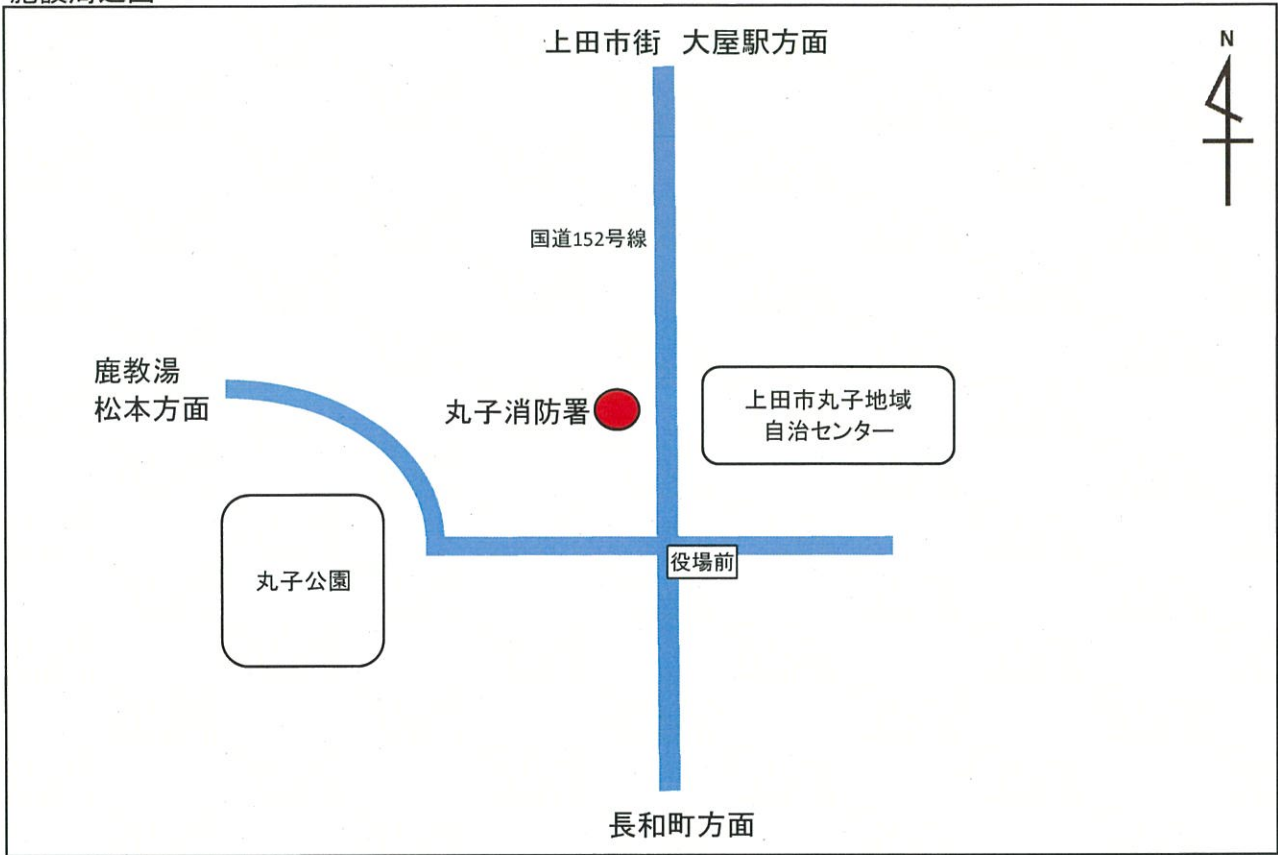 上田市街 大屋駅方面
N
国道152号線
鹿教湯
松本方面
丸子消防署
上田市丸子地域
自治センター
役場前
丸子公園
長和町方面